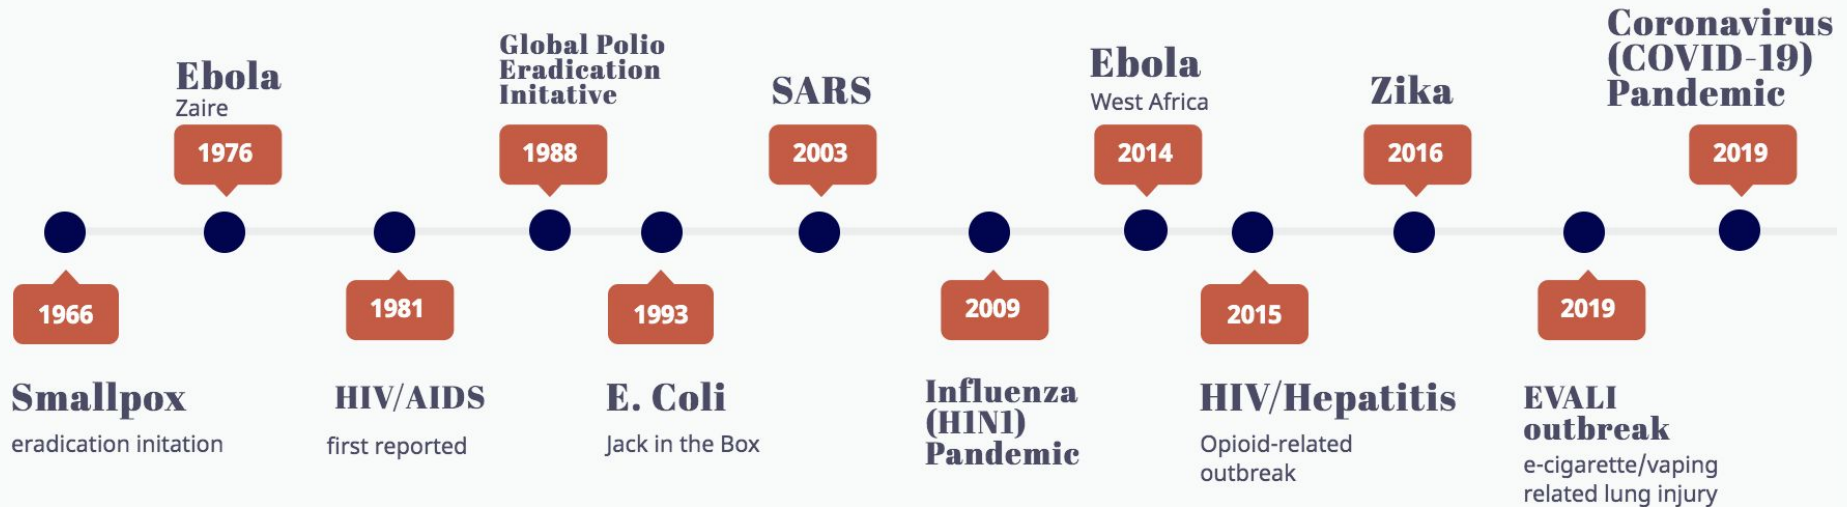 1966
Smallpox
eradication initation
Ebola
Zaire
1976
1981
HIV/AIDS
first reported
Global Polio
Eradication
Initative
1988
1993
E. Coli
Jack in the Box
SARS
2003
2009
Influenza
(H1N1)
Pandemic
Ebola
West Africa
2014
2015
HIV/Hepatitis
Opioid-related
outbreak
Zika
2016
2019
EVALI
outbreak
e-cigarette/vaping
related lung injury
Coronavirus
(COVID-19)
Pandemic
2019